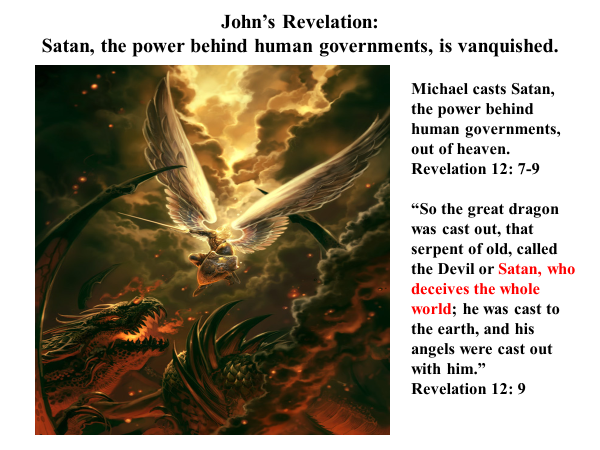 John’s Revelation:
Satan, the power behind human governments, is vanquished.
Michael casts Satan,
the power behind
human governments,
out of heaven.
Revelation 12: 7-9
“So the great dragon
was cast out, that
serpent of old, called
the Devil or Satan, who
deceives the whole
world; he was cast to
the earth, and his
angels were cast out
with him.”
Revelation 12: 9